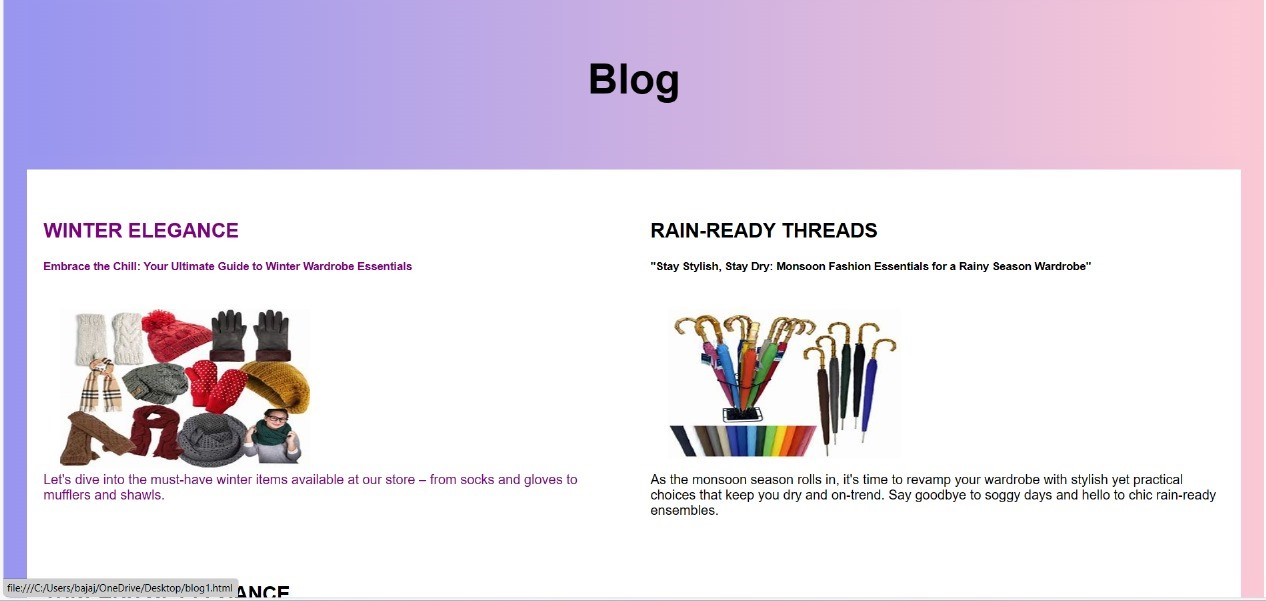 Blog
WINTER ELEGANCE
Embrace the Chill: Your Ultimate Guide to Winter Wardrobe Essentials
Let's dive into the must-have winter items available at our store – from socks and gloves to
mufflers and shawls.
RAIN-READY THREADS
"Stay Stylish, Stay Dry: Monsoon Fashion Essentials for a Rainy Season Wardrobe"
As the monsoon season rolls in, it's time to revamp your wardrobe with stylish yet practical
choices that keep you dry and on-trend. Say goodbye to soggy days and hello to chic rain-ready
ensembles.
file:///C:/Users/bajaj/OneDrive/Desktop/blog1.html